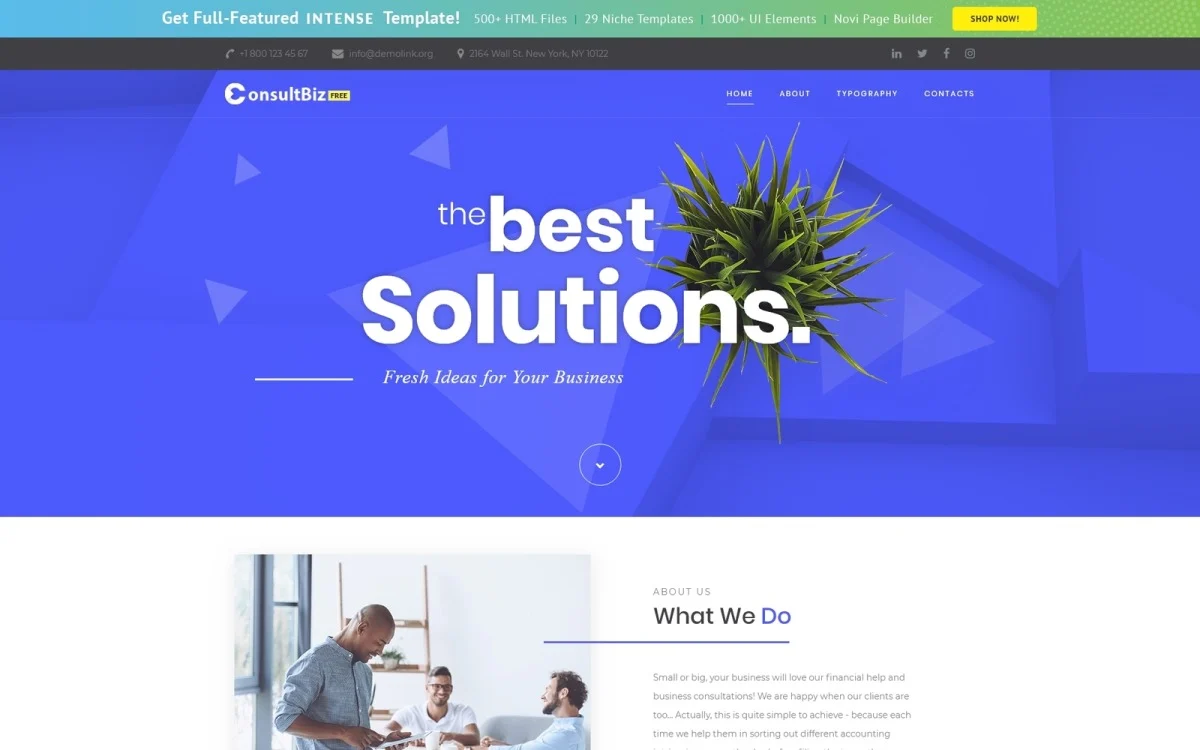 Get Full-Featured INTENSE Template! 500+ HTML Files | 29 Niche Templates | 1000+ UI Elements | Novi Page Builder SHOP NOW!
+1 800 123 45 67 info@demolink.org 2164 Wall St. New York, NY 10122
ConsultBiz FREE HOME ABOUT TYPOGRAPHY CONTACTS
the best
Solutions.
Fresh Ideas for Your Business
ABOUT US
What We Do
Small or big, your business will love our financial help and
business consultations! We are happy when our clients are
too... Actually, this is quite simple to achieve - because each
time we help them in sorting out different accounting